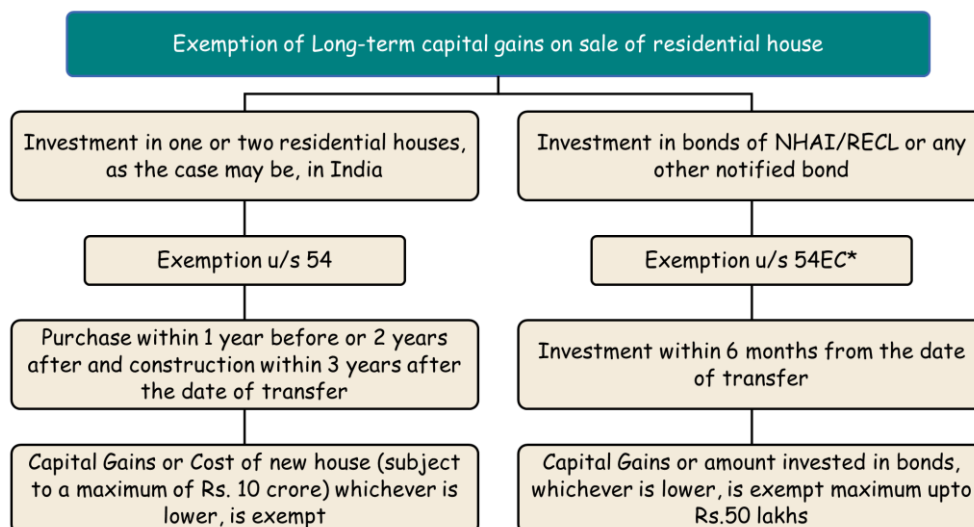 Exemption of Long-term capital gains on sale of residential house
Investment in one or two residential houses,
as the case may be, in India
Exemption u/s 54
Purchase within 1 year before or 2 years
after and construction within 3 years after
the date of transfer
Capital Gains or Cost of new house (subject
to a maximum of Rs. 10 crore) whichever is
lower, is exempt
Investment in bonds of NHAI/RECL or any
other notified bond
Exemption u/s 54EC*
Investment within 6 months from the date
of transfer
Capital Gains or amount invested in bonds,
whichever is lower, is exempt maximum upto
Rs.50 lakhs